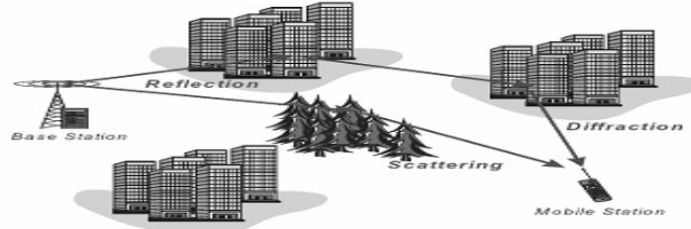 Reflection
Base Station
Diffraction
Scattering
Mobile Station